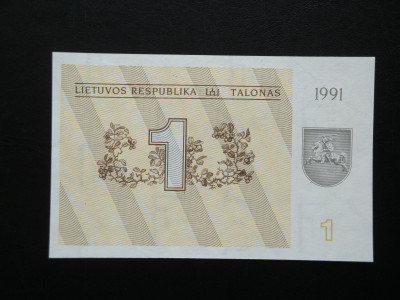 LIETUVOS RESPUBLIKA TALONAS
1991
1
1